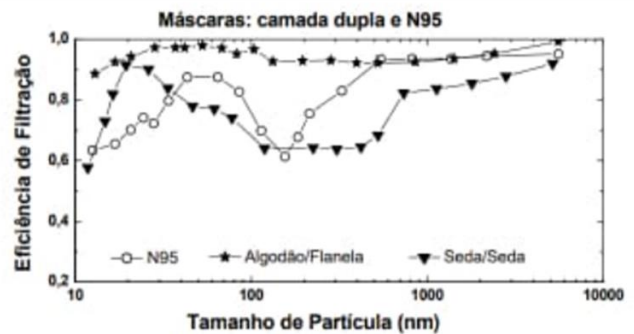 Máscaras: camada dupla e N95
Eficiência de Filtração
1,0
0,8
0,6
0,4
0,2
N95
Algodão/Flanela
Seda/Seda
10
100
1000
10000
Tamanho de Partícula (nm)